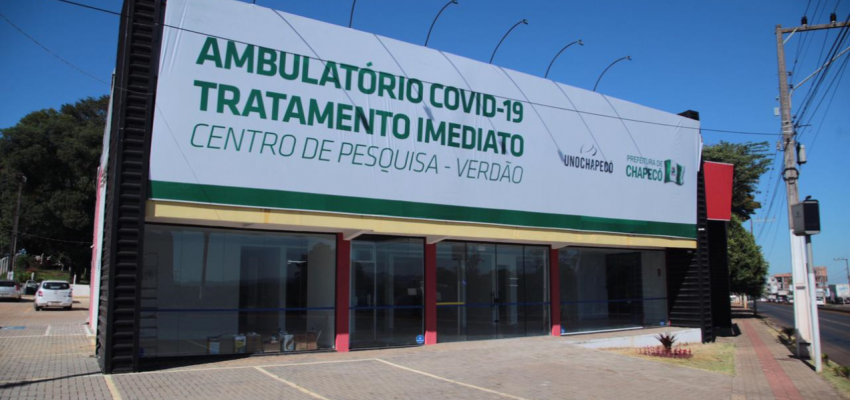 AMBULATÓRIO COVID-19
TRATAMENTO IMEDIATO
CENTRO DE PESQUISA - VERDÃO
UNOCHAPECÓ
PREFEITURA DE
CHAPECÓ